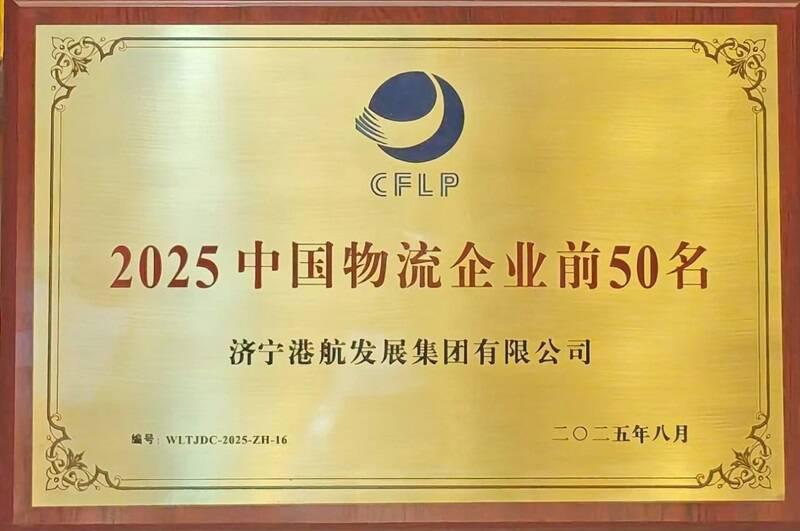 CFLP
2025中国物流企业前50名
济宁港航发展集团有限公司
编号：WLTJDC-2025-ZH-16
二〇二五年八月